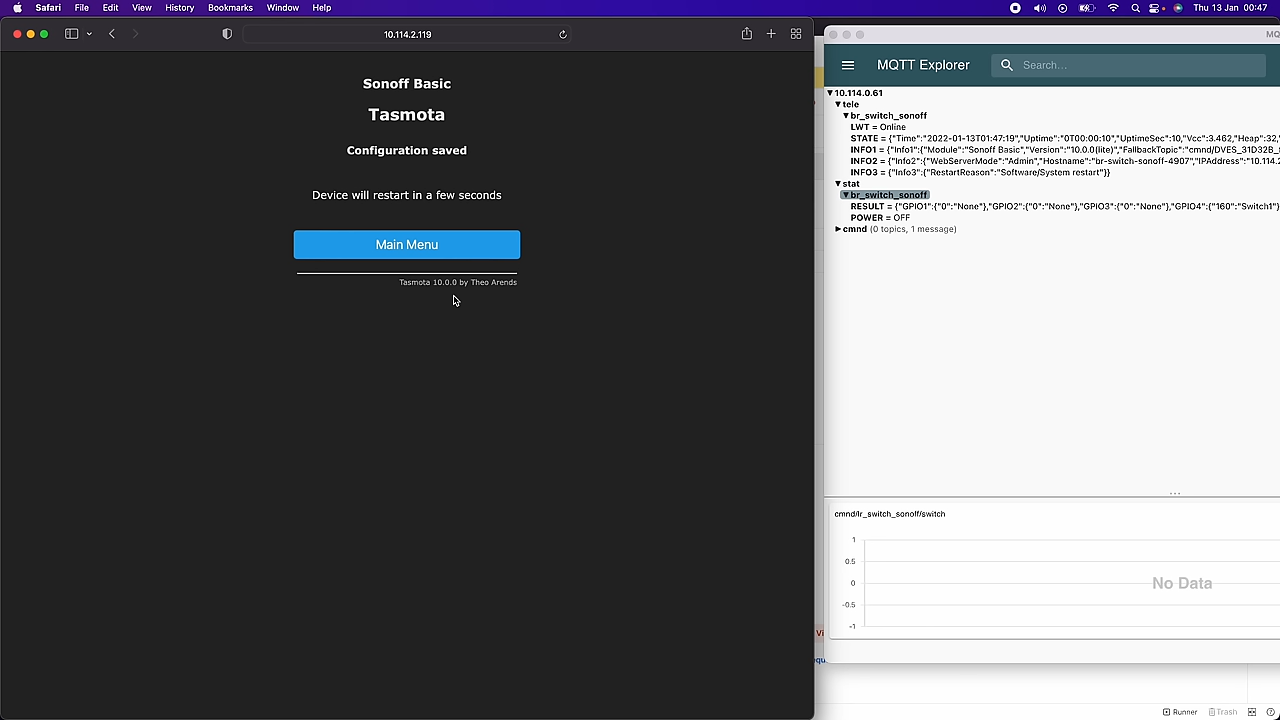 Safari File Edit View History Bookmarks Window Help
Thu 13 Jan 00:47
10.114.2.119
Sonoff Basic
Tasmota
Configuration saved
Device will restart in a few seconds
Main Menu
Tasmota 10.0.0 by Theo Arends
MQ
MQTT Explorer
Search...
▼10.114.0.61
▼tele
▼br_switch_sonoff
LWT = Online
STATE = {"Time":"2022-01-13T01:47:19","Uptime":"0T00:00:10","UptimeSec":10,"Vcc":3.462,"Heap":32,
INFO1 = {"Info1":{"Module":"Sonoff Basic","Version":"10.0.0(lite)","FallbackTopic":"cmnd/DVES_31D32B_
INFO2 = {"Info2":{"WebServerMode":"Admin","Hostname":"br-switch-sonoff-4907","IPAddress":"10.114.2
INFO3 = {"Info3":{"RestartReason":"Software/System restart"}}
▼stat
▼br_switch_sonoff
RESULT = {"GPIO1":{"0":"None"},"GPIO2":{"0":"None"},"GPIO3":{"0":"None"},"GPIO4":{"160":"Switch1"}
POWER = OFF
▶cmnd (0 topics, 1 message)
...
cmnd/lr_switch_sonoff/switch
1
0.5
0
-0.5
-1
No Data
Vi
equ
Runner Trash